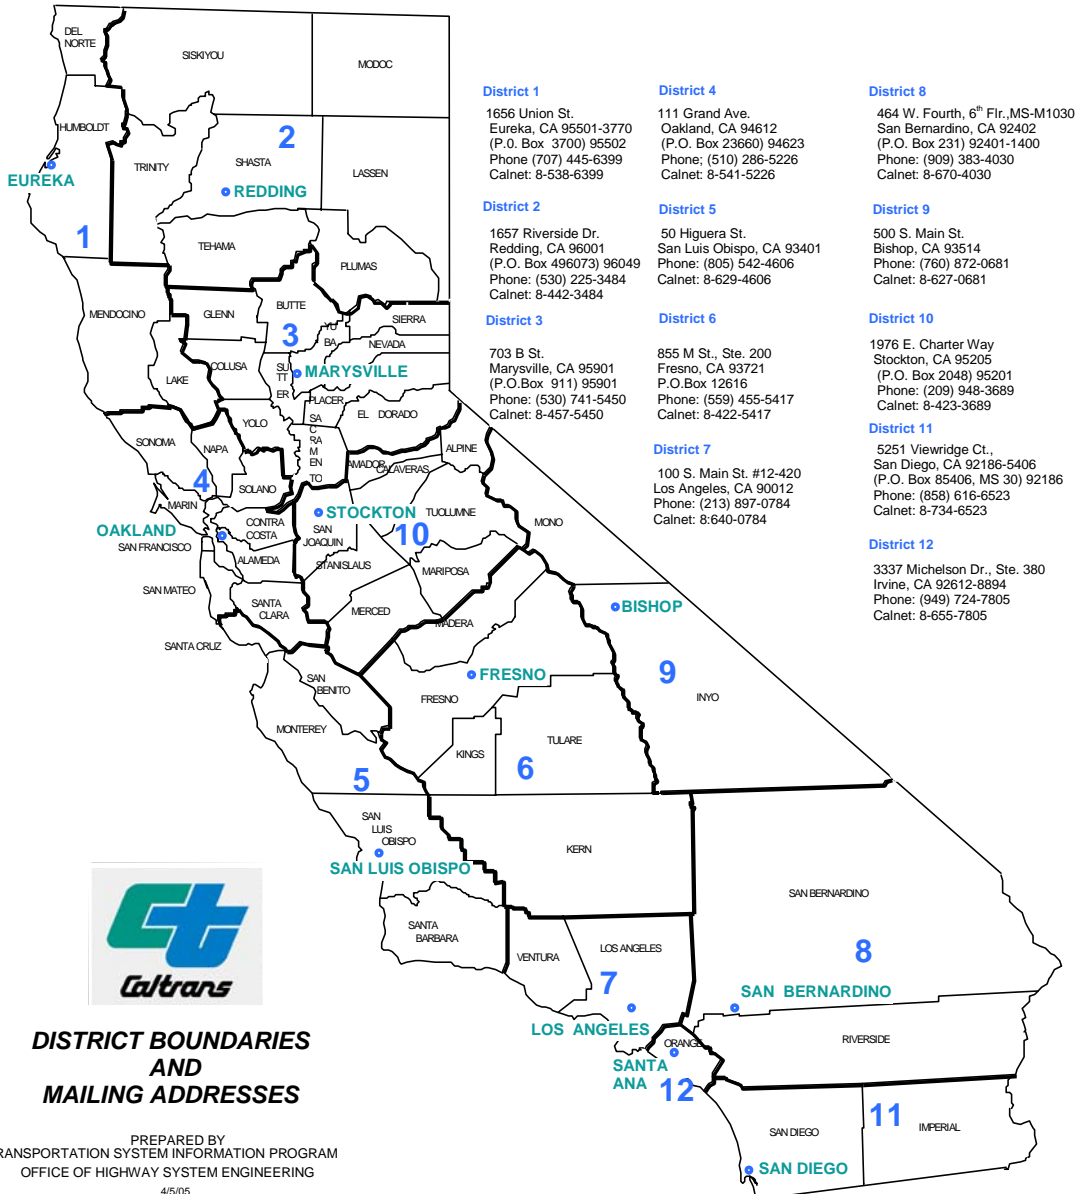 DEL
NORTE
SISKIYOU
MODOC
HUMBOLDT
TRINITY
2
SHASTA
LASSEN
EUREKA
REDDING
1
TEHAMA
PLUMAS
MENDOCINO
GLENN
BUTTE
SIERRA
3
YU
BA
NEVADA
COLUSA
LAKE
SU
TT
ER
MARYSVILLE
PLACER
YOLO
EL DORADO
SA
C
RA
M
EN
TO
SONOMA
NAPA
AMADOR
ALPINE
CALAVERAS
4
SOLANO
MARIN
STOCKTON
TUOLUMNE
MONO
OAKLAND
CONTRA
COSTA
SAN
JOAQUIN
10
SAN FRANCISCO
ALAMEDA
STANISLAUS
MARIPOSA
SAN MATEO
SANTA
CLARA
MERCED
BISHOP
MADERA
SANTA CRUZ
SAN
BENITO
FRESNO
FRESNO
9
INYO
MONTEREY
KINGS
TULARE
5
6
SAN
LUIS
OBISPO
SAN LUIS OBISPO
KERN
SAN BERNARDINO
SANTA
BARBARA
VENTURA
LOS ANGELES
8
7
SAN BERNARDINO
LOS ANGELES
ORANGE
RIVERSIDE
SANTA
ANA
12
11
SAN DIEGO
IMPERIAL
SAN DIEGO
District 1
1656 Union St.
Eureka, CA 95501-3770
(P.0. Box 3700) 95502
Phone (707) 445-6399
Calnet: 8-538-6399
District 2
1657 Riverside Dr.
Redding, CA 96001
(P.O. Box 496073) 96049
Phone: (530) 225-3484
Calnet: 8-442-3484
District 3
703 B St.
Marysville, CA 95901
(P.O.Box 911) 95901
Phone: (530) 741-5450
Calnet: 8-457-5450
District 4
111 Grand Ave.
Oakland, CA 94612
(P.O. Box 23660) 94623
Phone; (510) 286-5226
Calnet: 8-541-5226
District 5
50 Higuera St.
San Luis Obispo, CA 93401
Phone: (805) 542-4606
Calnet: 8-629-4606
District 6
855 M St., Ste. 200
Fresno, CA 93721
P.O.Box 12616
Phone: (559) 455-5417
Calnet: 8-422-5417
District 7
100 S. Main St. #12-420
Los Angeles, CA 90012
Phone: (213) 897-0784
Calnet: 8:640-0784
District 8
464 W. Fourth, 6th Flr.,MS-M1030
San Bernardino, CA 92402
(P.O. Box 231) 92401-1400
Phone: (909) 383-4030
Calnet: 8-670-4030
District 9
500 S. Main St.
Bishop, CA 93514
Phone: (760) 872-0681
Calnet: 8-627-0681
District 10
1976 E. Charter Way
Stockton, CA 95205
(P.O. Box 2048) 95201
Phone: (209) 948-3689
Calnet: 8-423-3689
District 11
5251 Viewridge Ct.,
San Diego, CA 92186-5406
(P.O. Box 85406, MS 30) 92186
Phone: (858) 616-6523
Calnet: 8-734-6523
District 12
3337 Michelson Dr., Ste. 380
Irvine, CA 92612-8894
Phone: (949) 724-7805
Calnet: 8-655-7805
Ct
Caltrans
DISTRICT BOUNDARIES
AND
MAILING ADDRESSES
PREPARED BY
RANSPORTATION SYSTEM INFORMATION PROGRAM
OFFICE OF HIGHWAY SYSTEM ENGINEERING
4/5/05